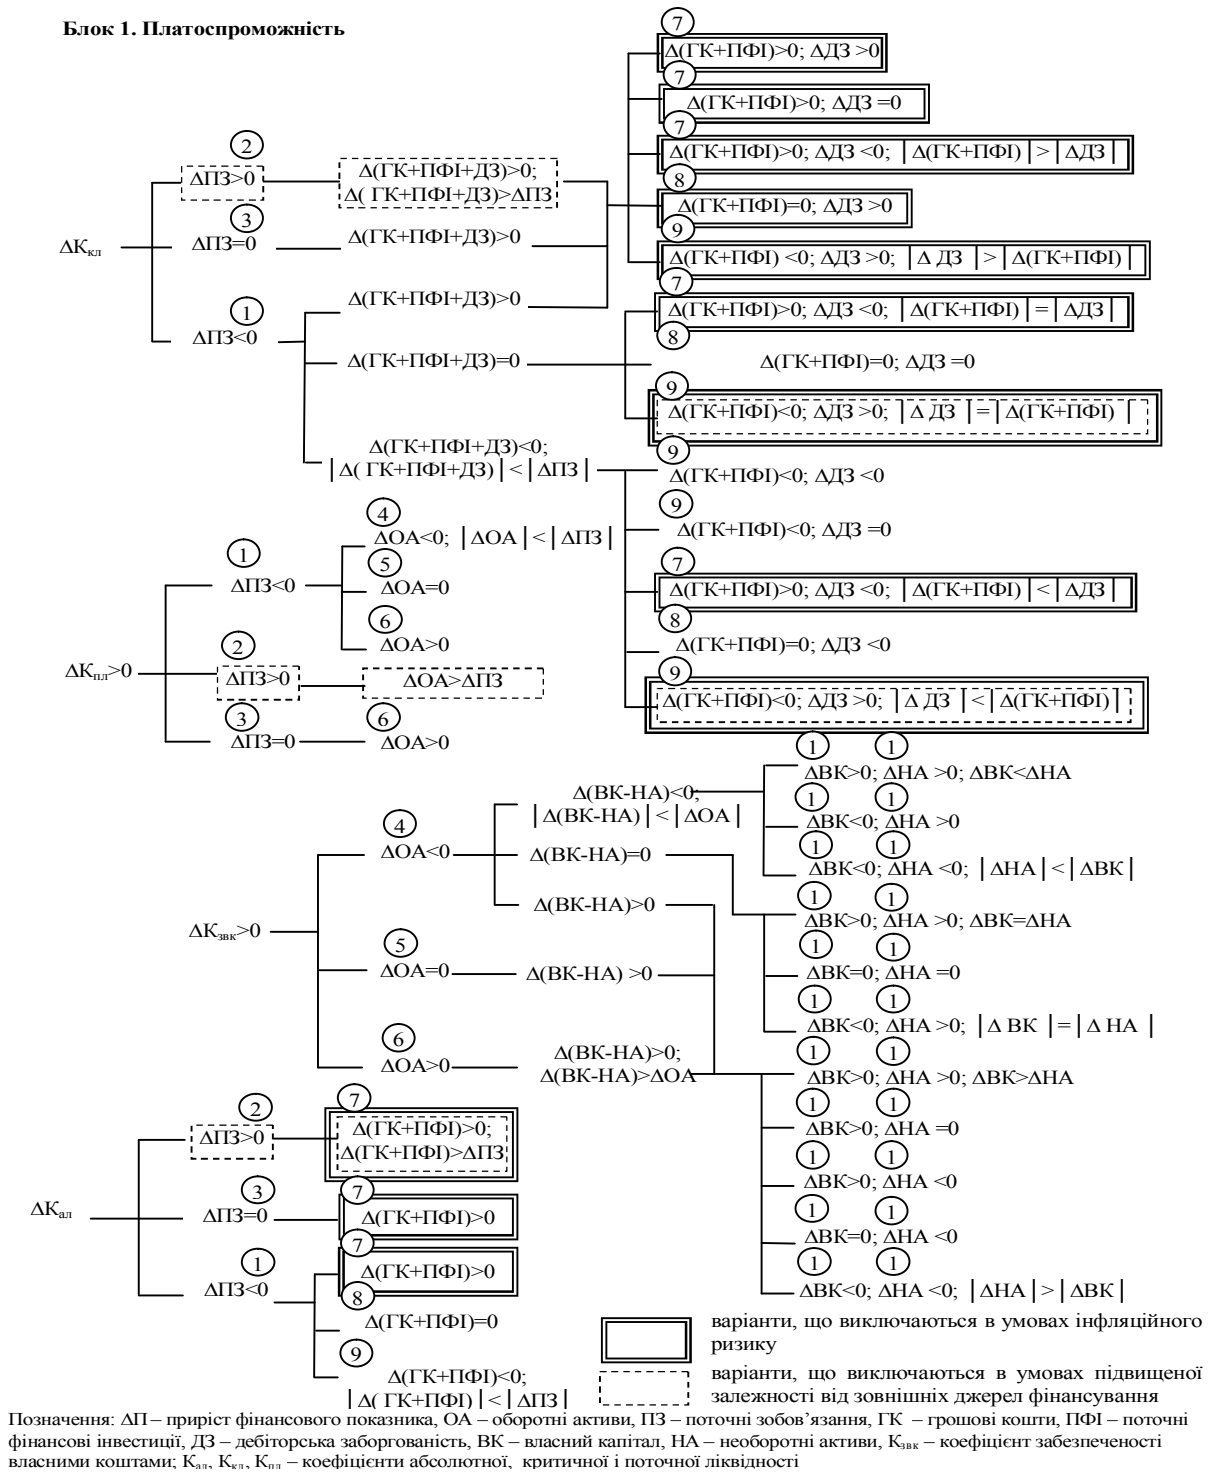 Блок 1. Платоспроможність
7
Δ(ГК+ПФІ)>0; ΔДЗ >0
7
Δ(ГК+ПФІ)>0; ΔДЗ =0
7
Δ(ГК+ПФІ)>0; ΔДЗ <0; |Δ(ГК+ПФІ)| > |ΔДЗ|
8
Δ(ГК+ПФІ)=0; ΔДЗ >0
9
Δ(ГК+ПФІ) <0; ΔДЗ >0; |Δ ДЗ| > |Δ(ГК+ПФІ)|
2
ΔПЗ>0
Δ(ГК+ПФІ+ДЗ)>0;
Δ( ГК+ПФІ+ДЗ)>ΔПЗ
3
ΔКкл
ΔПЗ=0
Δ(ГК+ПФІ+ДЗ)>0
1
ΔПЗ<0
Δ(ГК+ПФІ+ДЗ)>0
Δ(ГК+ПФІ+ДЗ)=0
Δ(ГК+ПФІ+ДЗ)<0;
|Δ( ГК+ПФІ+ДЗ)| < |ΔПЗ|
7
Δ(ГК+ПФІ)>0; ΔДЗ <0; |Δ(ГК+ПФІ)| = |ΔДЗ|
8
Δ(ГК+ПФІ)=0; ΔДЗ =0
9
Δ(ГК+ПФІ)<0; ΔДЗ >0; |Δ ДЗ| = |Δ(ГК+ПФІ)|
9
Δ(ГК+ПФІ)<0; ΔДЗ <0
9
Δ(ГК+ПФІ)<0; ΔДЗ =0
7
Δ(ГК+ПФІ)>0; ΔДЗ <0; |Δ(ГК+ПФІ)| < |ΔДЗ|
8
Δ(ГК+ПФІ)=0; ΔДЗ <0
9
Δ(ГК+ПФІ)<0; ΔДЗ >0; |Δ ДЗ| < |Δ(ГК+ПФІ)|
ΔКпл>0
1
ΔПЗ<0
4
ΔОА<0; |ΔОА| < |ΔПЗ|
5
ΔОА=0
6
ΔОА>0
2
ΔПЗ>0
ΔОА>ΔПЗ
3
ΔПЗ=0
6
ΔОА>0
ΔКзвк>0
4
ΔОА<0
Δ(ВК-НА)<0;
|Δ(ВК-НА)| < |ΔОА|
Δ(ВК-НА)=0
Δ(ВК-НА)>0
5
ΔОА=0
Δ(ВК-НА) >0
6
ΔОА>0
Δ(ВК-НА)>0;
Δ(ВК-НА)>ΔОА
1 1
ΔВК>0; ΔНА >0; ΔВК<ΔНА
1 1
ΔВК<0; ΔНА >0
1 1
ΔВК<0; ΔНА <0; |ΔНА| < |ΔВК|
1 1
ΔВК>0; ΔНА >0; ΔВК=ΔНА
1 1
ΔВК=0; ΔНА =0
1 1
ΔВК<0; ΔНА >0; |Δ ВК| = |Δ НА|
1 1
ΔВК>0; ΔНА >0; ΔВК>ΔНА
1 1
ΔВК>0; ΔНА =0
1 1
ΔВК>0; ΔНА <0
1 1
ΔВК=0; ΔНА <0
1 1
ΔВК<0; ΔНА <0; |ΔНА| > |ΔВК|
ΔКал
2
ΔПЗ>0
7
Δ(ГК+ПФІ)>0;
Δ(ГК+ПФІ)>ΔПЗ
3
ΔПЗ=0
7
Δ(ГК+ПФІ)>0
1
ΔПЗ<0
7
Δ(ГК+ПФІ)>0
8
Δ(ГК+ПФІ)=0
9
Δ(ГК+ПФІ)<0;
|Δ( ГК+ПФІ)| < |ΔПЗ|
варіанти, що виключаються в умовах інфляційного
ризику
варіанти, що виключаються в умовах підвищеної
залежності від зовнішніх джерел фінансування
Позначення: ΔП – приріст фінансового показника, ОА – оборотні активи, ПЗ – поточні зобов’язання, ГК – грошові кошти, ПФІ – поточні
фінансові інвестиції, ДЗ – дебіторська заборгованість, ВК – власний капітал, НА – необоротні активи, Кзвк – коефіцієнт забезпеченості
власними коштами; Кал, Ккл, Кпл – коефіцієнти абсолютної, критичної і поточної ліквідності